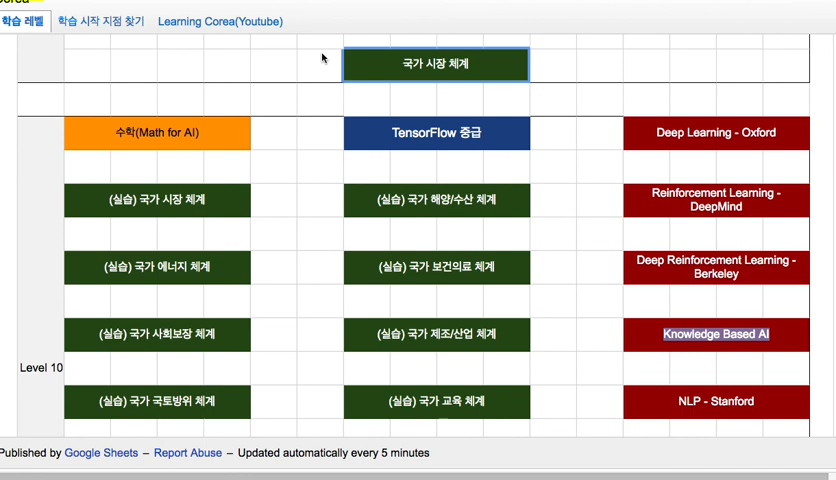 Corea
학습 레벨 학습 시작 지점 찾기 Learning Corea(Youtube)
국가 시장 체계
수학(Math for AI) TensorFlow 중급 Deep Learning - Oxford
(실습) 국가 시장 체계 (실습) 국가 해양/수산 체계 Reinforcement Learning -
DeepMind
(실습) 국가 에너지 체계 (실습) 국가 보건의료 체계 Deep Reinforcement Learning -
Berkeley
(실습) 국가 사회보장 체계 (실습) 국가 제조/산업 체계 Knowledge Based AI
Level 10
(실습) 국가 국토방위 체계 (실습) 국가 교육 체계 NLP - Stanford
Published by Google Sheets – Report Abuse – Updated automatically every 5 minutes